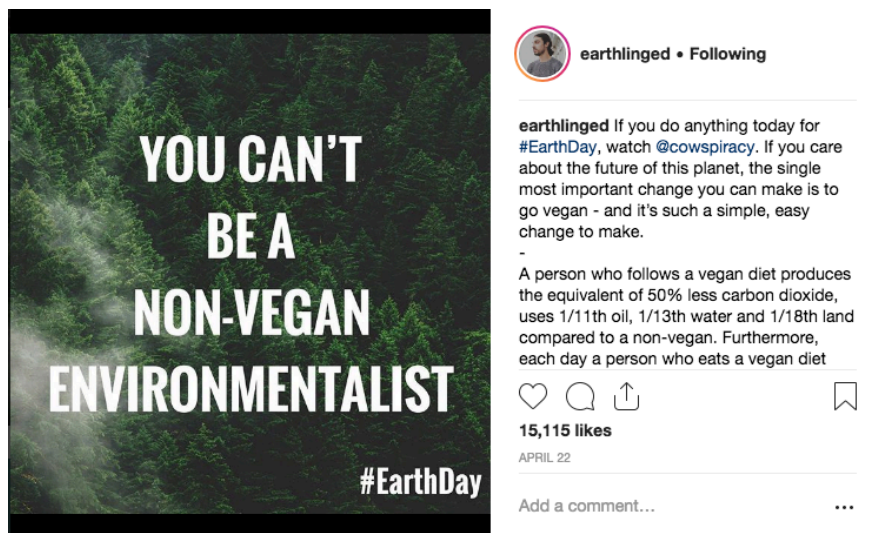 YOU CAN'T
BE A
NON-VEGAN
ENVIRONMENTALIST
#EarthDay
earthlinged • Following
earthlinged If you do anything today for
#EarthDay, watch @cowspiracy. If you care
about the future of this planet, the single
most important change you can make is to
go vegan - and it's such a simple, easy
change to make.
-
A person who follows a vegan diet produces
the equivalent of 50% less carbon dioxide,
uses 1/11th oil, 1/13th water and 1/18th land
compared to a non-vegan. Furthermore,
each day a person who eats a vegan diet
15,115 likes
APRIL 22
Add a comment...